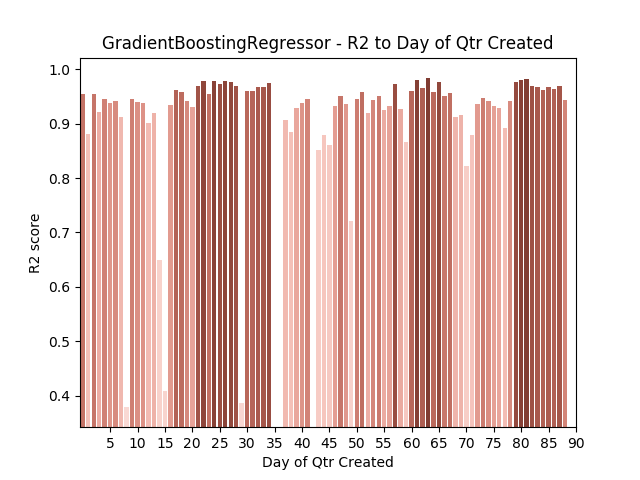 GradientBoostingRegressor - R2 to Day of Qtr Created
1.0
0.9
0.8
0.7
0.6
0.5
0.4
R2 score
5 10 15 20 25 30 35 40 45 50 55 60 65 70 75 80 85 90
Day of Qtr Created